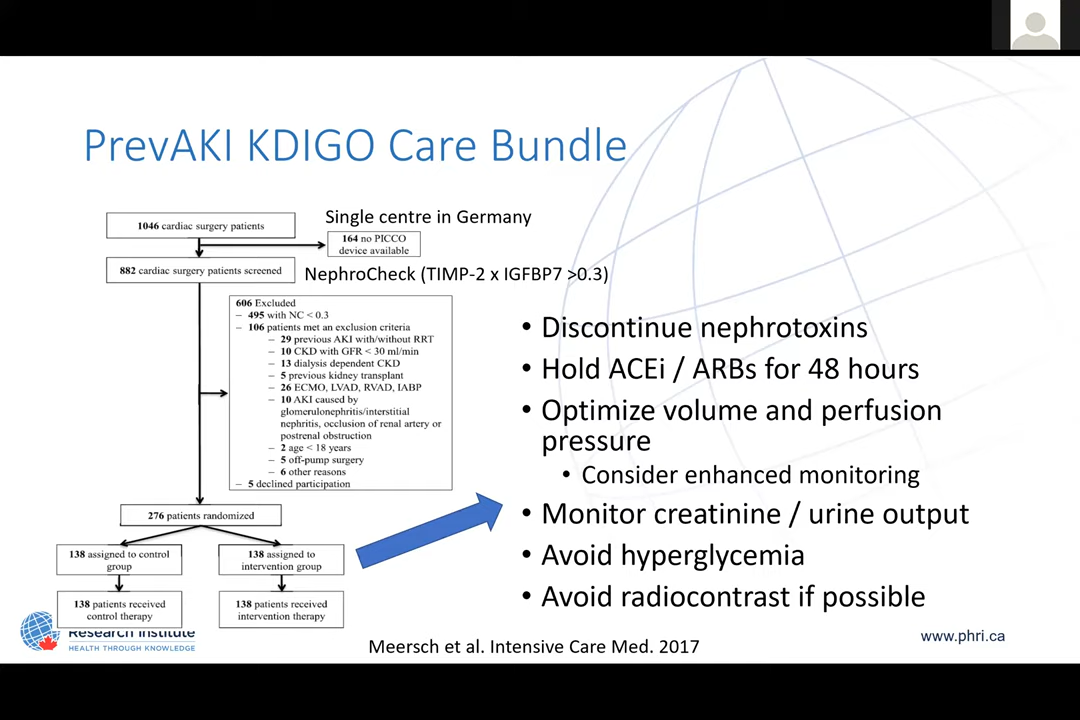 PrevAKI KDIGO Care Bundle
Single centre in Germany
1046 cardiac surgery patients
164 no PICCO
device available
882 cardiac surgery patients screened
NephroCheck (TIMP-2 x IGFBP7 >0.3)
606 Excluded
– 495 with NC < 0.3
– 106 patients met an exclusion criteria
– 29 previous AKI with/without RRT
– 10 CKD with GFR < 30 ml/min
– 13 dialysis dependent CKD
– 5 previous kidney transplant
– 26 ECMO, LVAD, RVAD, IABP
– 10 AKI caused by
glomerulonephritis/interstitial
nephritis, occlusion of renal artery or
postrenal obstruction
– 2 age < 18 years
– 5 off-pump surgery
– 6 other reasons
– 5 declined participation
276 patients randomized
138 assigned to control
group
138 assigned to
intervention group
138 patients received
control therapy
138 patients received
intervention therapy
• Discontinue nephrotoxins
• Hold ACEi / ARBs for 48 hours
• Optimize volume and perfusion
pressure
• Consider enhanced monitoring
• Monitor creatinine / urine output
• Avoid hyperglycemia
• Avoid radiocontrast if possible
Research Institute
HEALTH THROUGH KNOWLEDGE
Meersch et al. Intensive Care Med. 2017
www.phri.ca